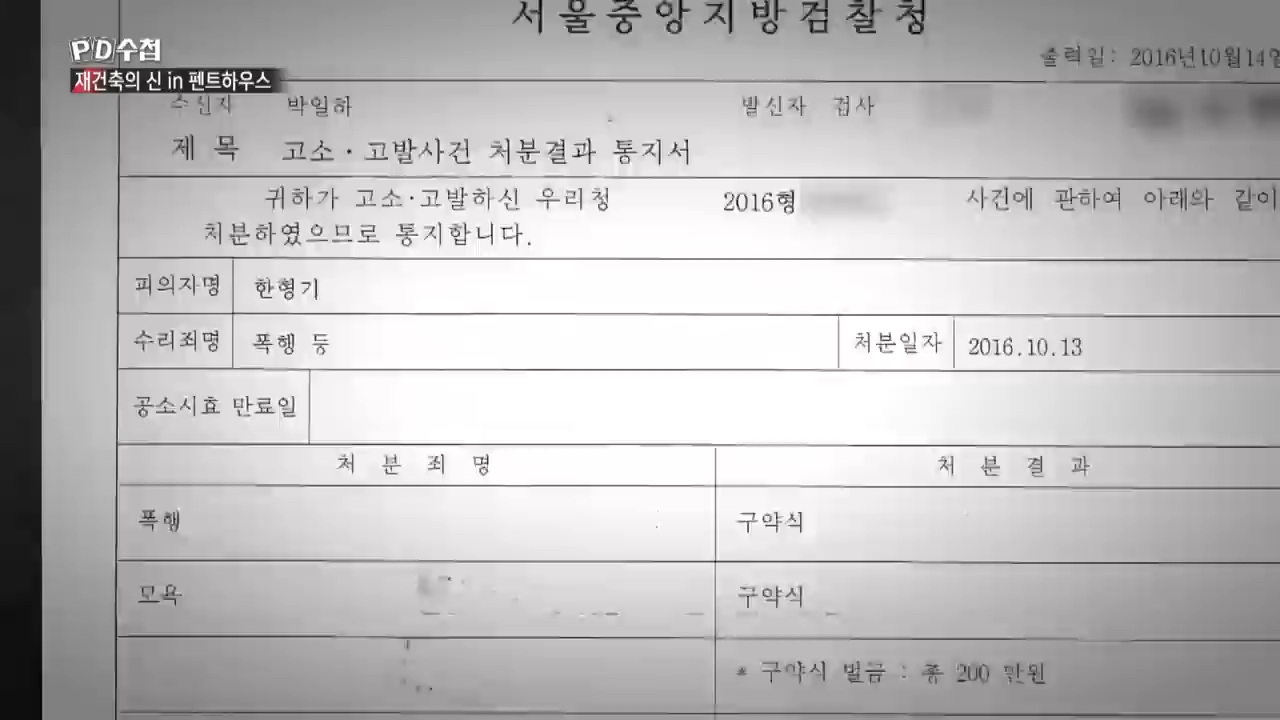 서울중앙지방검찰청
PD수첩
재건축의 신 in 펜트하우스
출력일: 2016년10월14일
수신자 박일하 발신자 검사
제 목 고소·고발사건 처분결과 통지서
귀하가 고소·고발하신 우리청 2016형 사건에 관하여 아래와 같이
처분하였으므로 통지합니다.
피의자명 한형기
수리죄명 폭행 등 처분일자 2016.10.13
공소시효 만료일
처 분 죄 명 처 분 결 과
폭행 구약식
모욕 구약식
* 구약식 벌금 : 총 200 만원